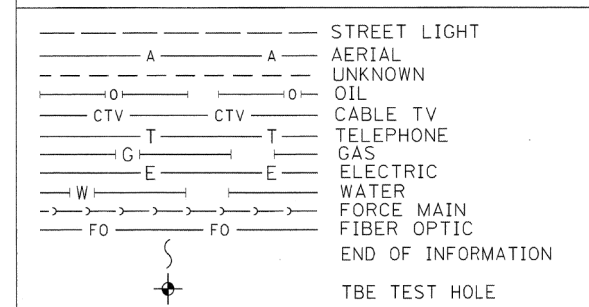 STREET LIGHT
A A AERIAL
UNKNOWN
O O OIL
CTV CTV CABLE TV
T T TELEPHONE
G GAS
E E ELECTRIC
W WATER
FORCE MAIN
FO FO FIBER OPTIC
END OF INFORMATION
TBE TEST HOLE